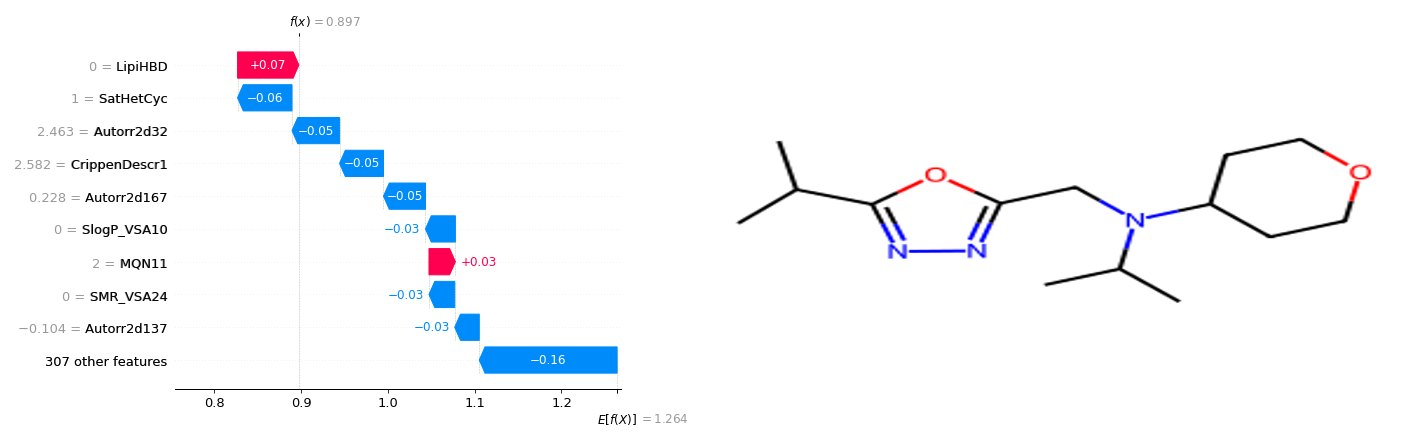 f(x) = 0.897
0 = LipiHBD +0.07
1 = SatHetCyc −0.06
2.463 = Autorr2d32 −0.05
2.582 = CrippenDescr1 −0.05
0.228 = Autorr2d167 −0.05
0 = SlogP_VSA10 −0.03
2 = MQN11 +0.03
0 = SMR_VSA24 −0.03
−0.104 = Autorr2d137 −0.03
307 other features −0.16
0.8 0.9 1.0 1.1 1.2
E[f(X)] = 1.264
O
N
N
N
O